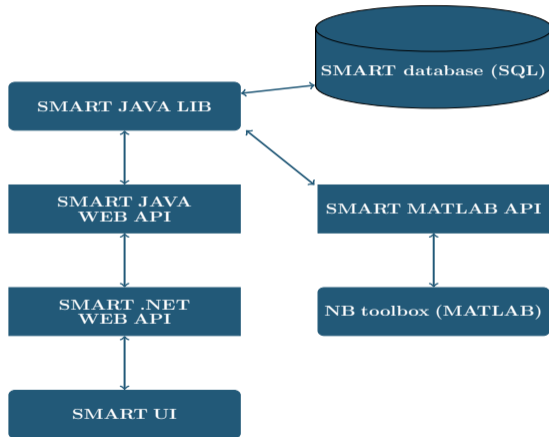 SMART database (SQL)
SMART JAVA LIB
SMART JAVA
WEB API
SMART MATLAB API
SMART .NET
WEB API
NB toolbox (MATLAB)
SMART UI